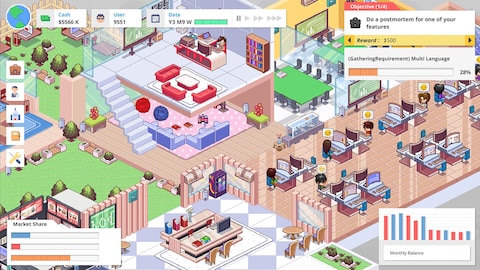 Cash
$5566 K
User
9551
Date
Y3 M9 W
Objective (1/4)
Do a postmortem for one of your
features
Reward : $500
(GatheringRequirement) Multi Language
28%
Market Share
Monthly Balance